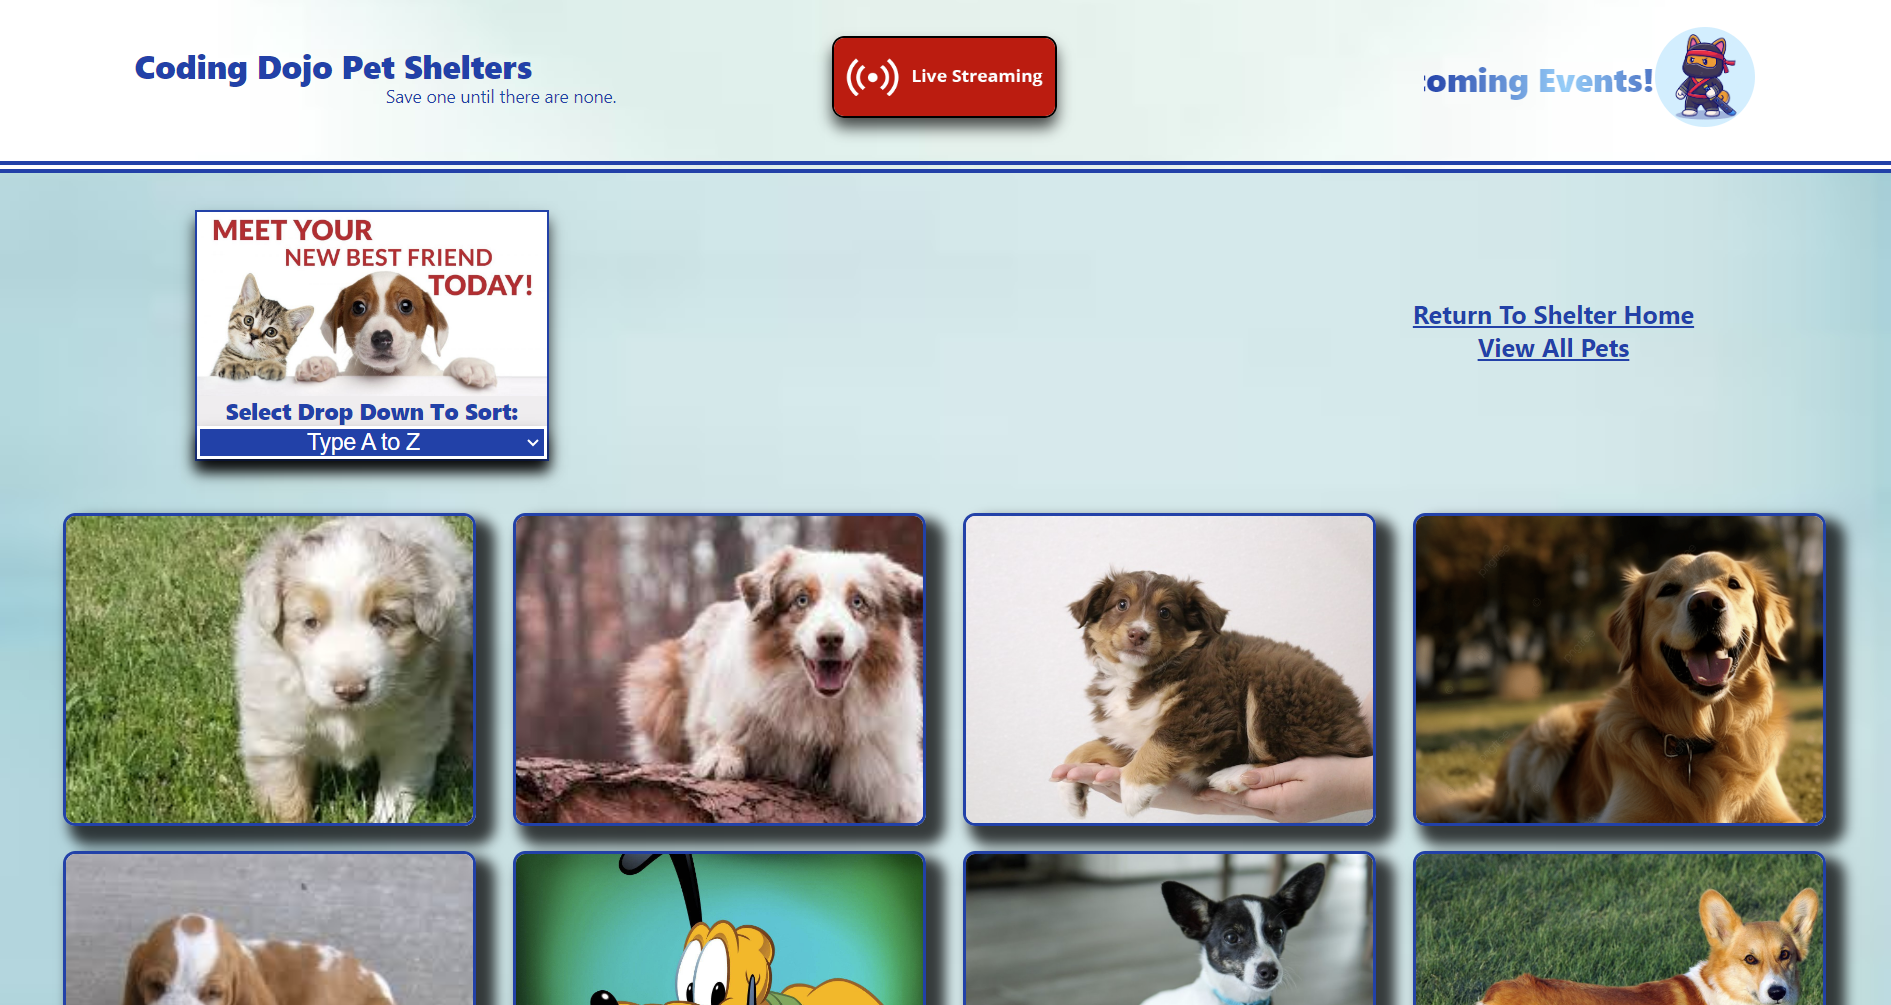 Coding Dojo Pet Shelters
Save one until there are none.
Live Streaming
coming Events!
MEET YOUR
NEW BEST FRIEND
TODAY!
Select Drop Down To Sort:
Type A to Z
Return To Shelter Home
View All Pets